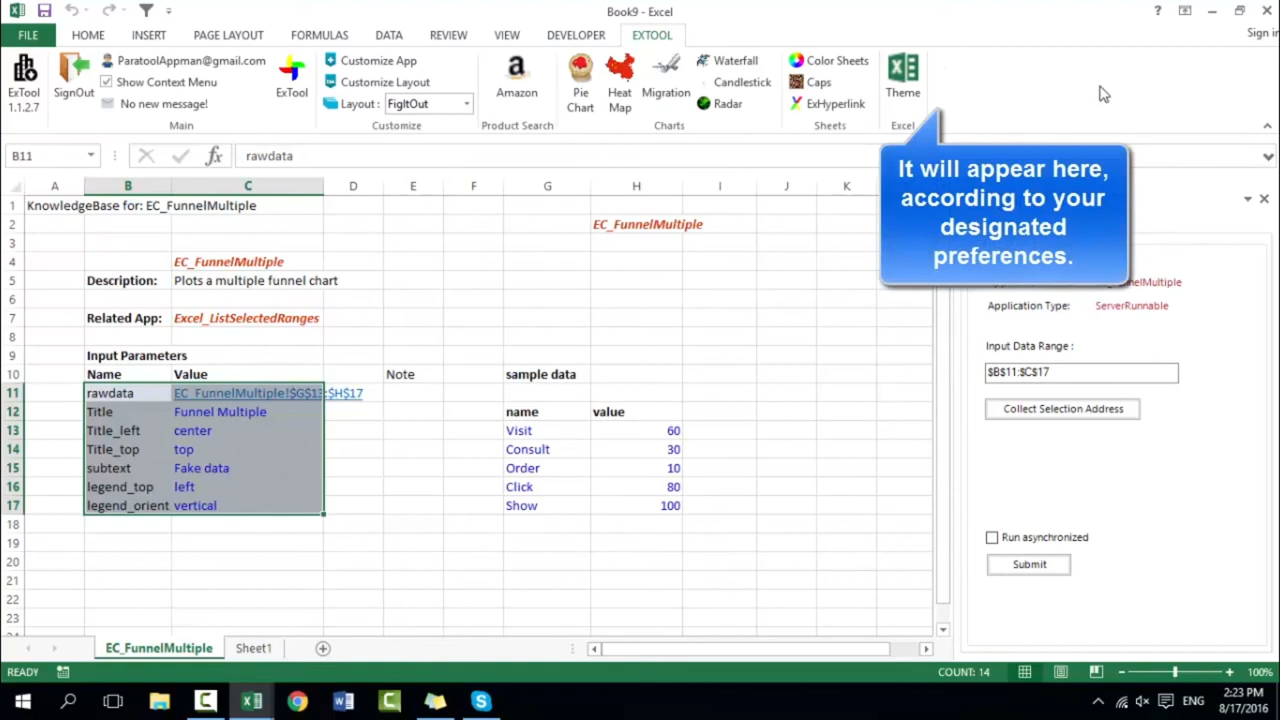 Book9 - Excel
?
FILE HOME INSERT PAGE LAYOUT FORMULAS DATA REVIEW VIEW DEVELOPER EXTOOL Sign in
ExTool
1.1.2.7
SignOut
ParatoolAppman@gmail.com
Show Context Menu
No new message!
ExTool
Main
Customize App
Customize Layout
Layout : FigItOut
Customize
Amazon
Product Search
Pie
Chart
Heat
Map
Migration
Waterfall
Candlestick
Radar
Charts
Color Sheets
Caps
ExHyperlink
Sheets
Theme
Excel
It will appear here,
according to your
designated
preferences.
B11 fx rawdata
A B C D E F G H I J K
1 KnowledgeBase for: EC_FunnelMultiple
2 EC_FunnelMultiple
3
4 EC_FunnelMultiple
5 Description: Plots a multiple funnel chart
6
7 Related App: Excel_ListSelectedRanges
8
9 Input Parameters
10 Name Value Note sample data
11 rawdata EC_FunnelMultiple!$G$13:$H$17
12 Title Funnel Multiple name value
13 Title_left center Visit 60
14 Title_top top Consult 30
15 subtext Fake data Order 10
16 legend_top left Click 80
17 legend_orient vertical Show 100
18
19
20
21
22
23
nelMultiple
Application Type: ServerRunnable
Input Data Range :
$B$11:$C$17
Collect Selection Address
Run asynchronized
Submit
EC_FunnelMultiple Sheet1
READY COUNT: 14 100%
ENG
2:23 PM
8/17/2016